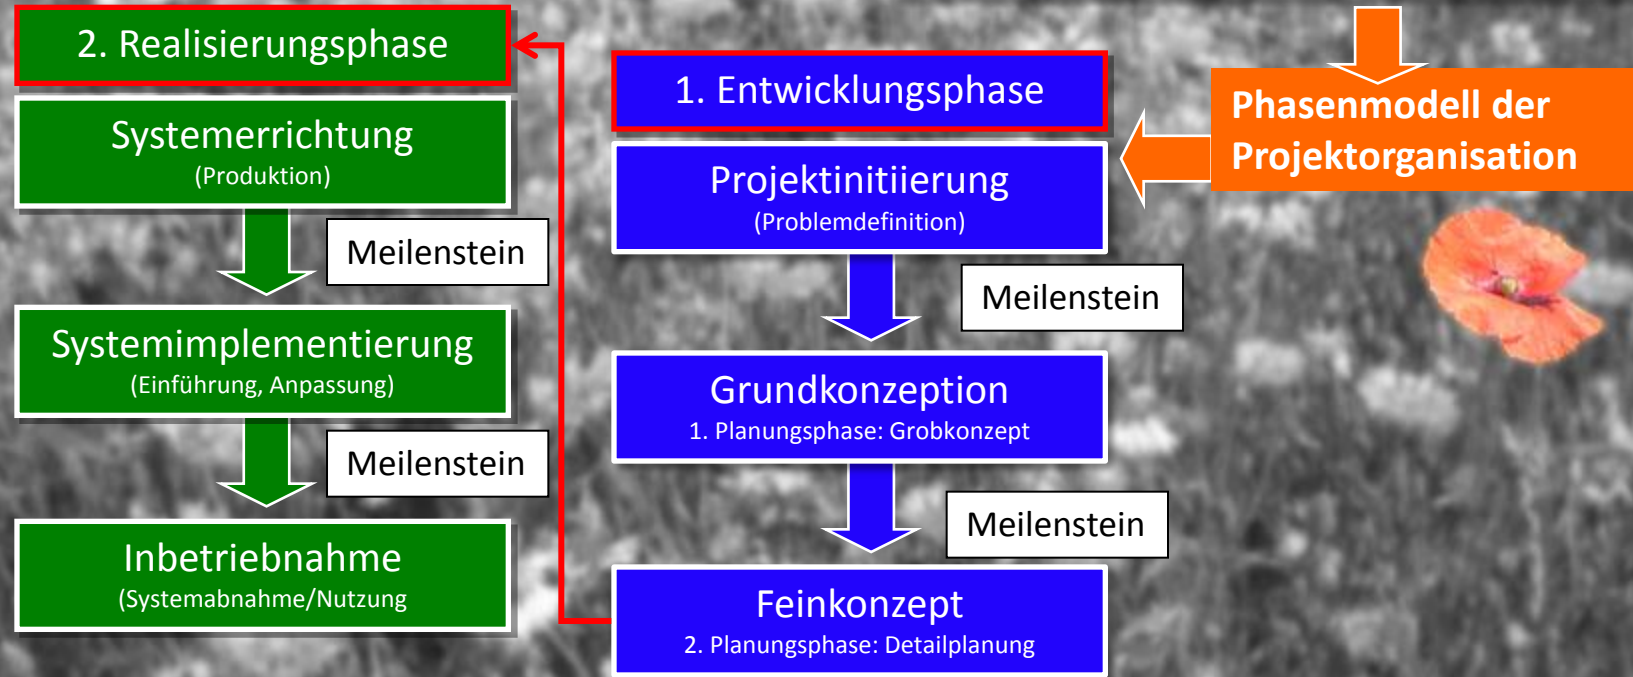 2. Realisierungsphase
Systemerrichtung
(Produktion)
Meilenstein
Systemimplementierung
(Einführung, Anpassung)
Meilenstein
Inbetriebnahme
(Systemabnahme/Nutzung
1. Entwicklungsphase
Projektinitiierung
(Problemdefinition)
Meilenstein
Grundkonzeption
1. Planungsphase: Grobkonzept
Meilenstein
Feinkonzept
2. Planungsphase: Detailplanung
Phasenmodell der
Projektorganisation